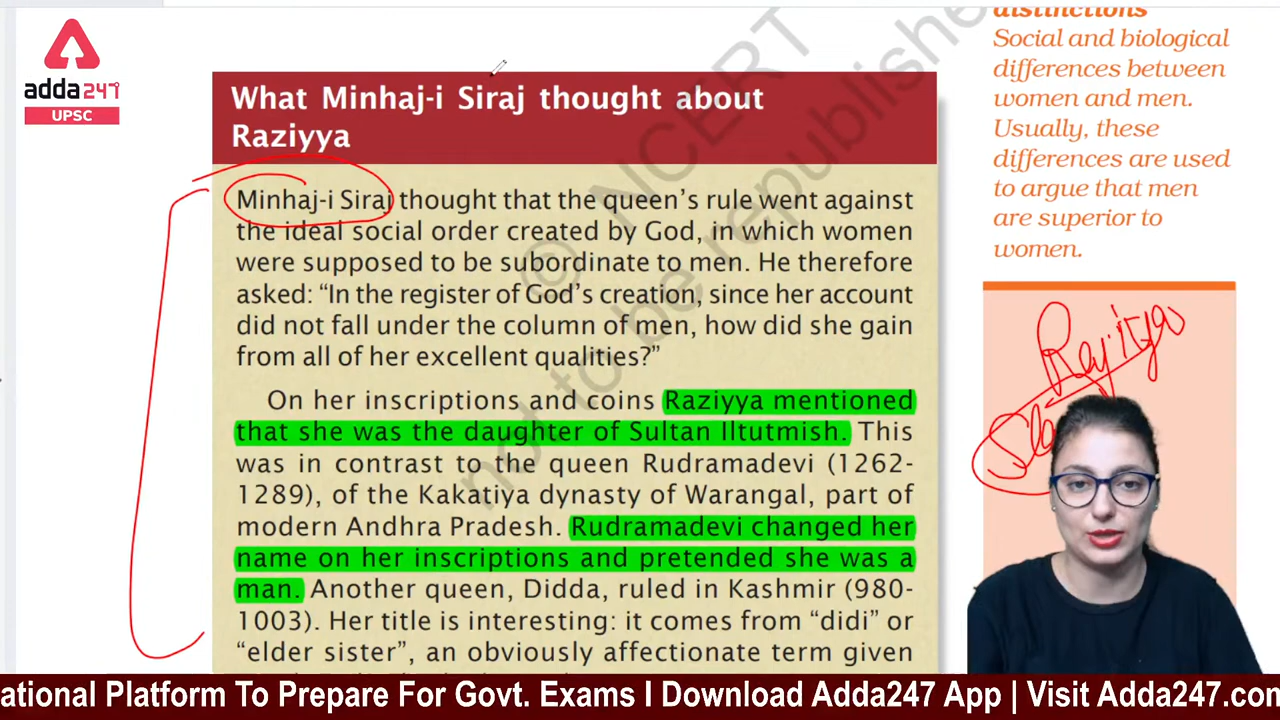 distinctions
Social and biological
differences between
women and men.
Usually, these
differences are used
to argue that men
are superior to
women.
adda247
UPSC
What Minhaj-i Siraj thought about
Raziyya
Minhaj-i Siraj thought that the queen's rule went against
the ideal social order created by God, in which women
were supposed to be subordinate to men. He therefore
asked: “In the register of God's creation, since her account
did not fall under the column of men, how did she gain
from all of her excellent qualities?”
On her inscriptions and coins Raziyya mentioned
that she was the daughter of Sultan Iltutmish. This
was in contrast to the queen Rudramadevi (1262-
1289), of the Kakatiya dynasty of Warangal, part of
modern Andhra Pradesh. Rudramadevi changed her
name on her inscriptions and pretended she was a
man. Another queen, Didda, ruled in Kashmir (980-
1003). Her title is interesting: it comes from “didi” or
“elder sister”, an obviously affectionate term given
© NCERT
not to be republished
ational Platform To Prepare For Govt. Exams I Download Adda247 App | Visit Adda247.com